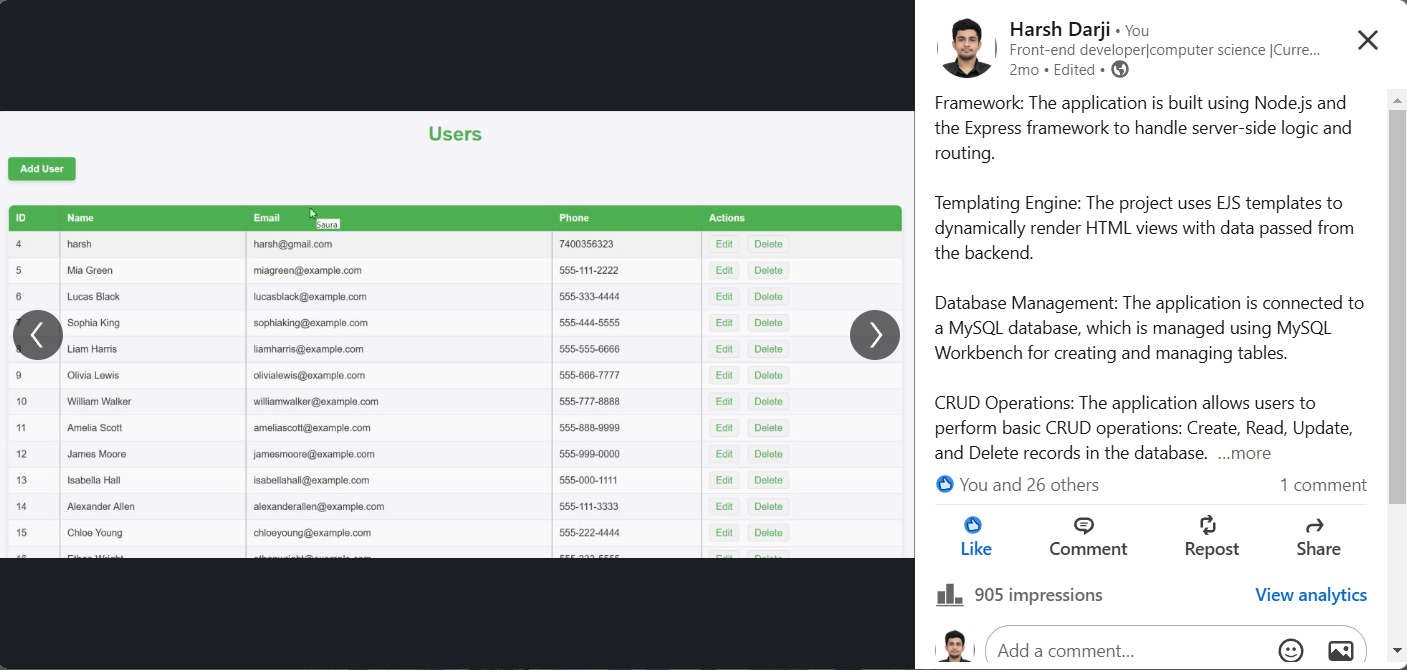 Users
Add User
ID Name Email Phone Actions
Saura
4 harsh harsh@gmail.com 7400356323 Edit Delete
5 Mia Green miagreen@example.com 555-111-2222 Edit Delete
6 Lucas Black lucasblack@example.com 555-333-4444 Edit Delete
7 Sophia King sophiaking@example.com 555-444-5555 Edit Delete
8 Liam Harris liamharris@example.com 555-555-6666 Edit Delete
9 Olivia Lewis olivialewis@example.com 555-666-7777 Edit Delete
10 William Walker williamwalker@example.com 555-777-8888 Edit Delete
11 Amelia Scott ameliascott@example.com 555-888-9999 Edit Delete
12 James Moore jamesmoore@example.com 555-999-0000 Edit Delete
13 Isabella Hall isabellahall@example.com 555-000-1111 Edit Delete
14 Alexander Allen alexanderallen@example.com 555-111-3333 Edit Delete
15 Chloe Young chloeyoung@example.com 555-222-4444 Edit Delete
Harsh Darji • You
Front-end developer|computer science |Curre...
2mo • Edited •
Framework: The application is built using Node.js and
the Express framework to handle server-side logic and
routing.
Templating Engine: The project uses EJS templates to
dynamically render HTML views with data passed from
the backend.
Database Management: The application is connected to
a MySQL database, which is managed using MySQL
Workbench for creating and managing tables.
CRUD Operations: The application allows users to
perform basic CRUD operations: Create, Read, Update,
and Delete records in the database. ...more
You and 26 others 1 comment
Like Comment Repost Share
905 impressions View analytics
Add a comment...